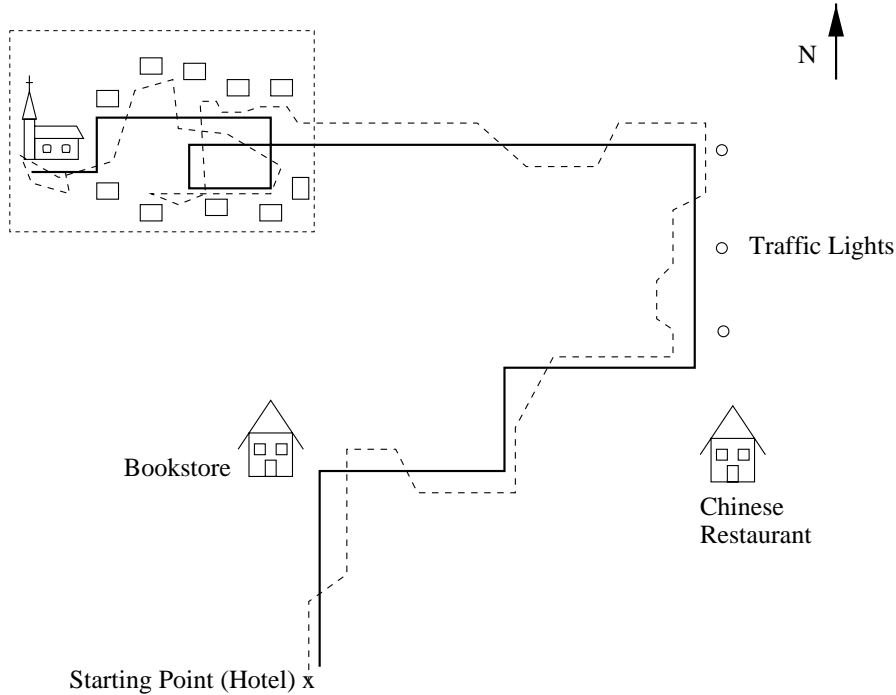 N
Traffic Lights
Bookstore
Chinese
Restaurant
Starting Point (Hotel) x